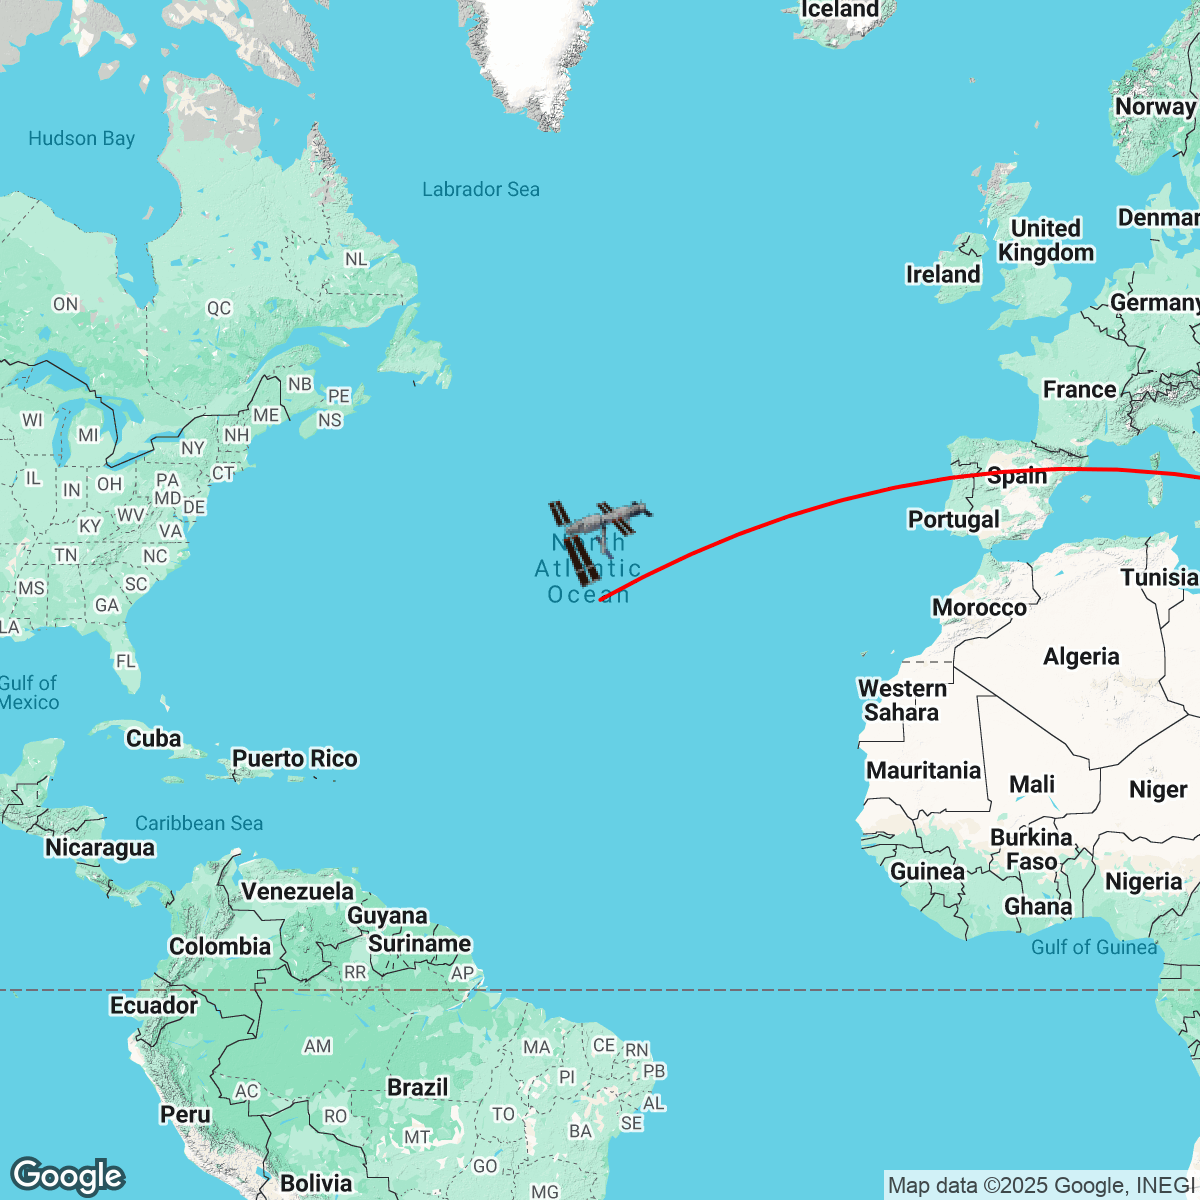 Iceland
Norway
Hudson Bay
Labrador Sea
Denmar
United
Kingdom
NL
Ireland
ON
QC
Germany
NB
PE
France
ME
NS
WI
MI
NH
NY
CT
IL
IN
OH
PA
MD
DE
Spain
KY
WV
VA
Portugal
North
TN
NC
Atlantic
Tunisia
MS
SC
Ocean
GA
Morocco
LA
FL
Algeria
Gulf of
Mexico
Western
Sahara
Cuba
Puerto Rico
Mauritania
Mali
Niger
Caribbean Sea
Nicaragua
Burkina
Faso
Guinea
Nigeria
Venezuela
Ghana
Guyana
Colombia
Suriname
Gulf of Guinea
RR
AP
Ecuador
AM
MA
CE
RN
PI
PB
Brazil
AC
AL
Peru
RO
TO
SE
MT
BA
GO
Bolivia
MG
Google
Map data ©2025 Google, INEGI